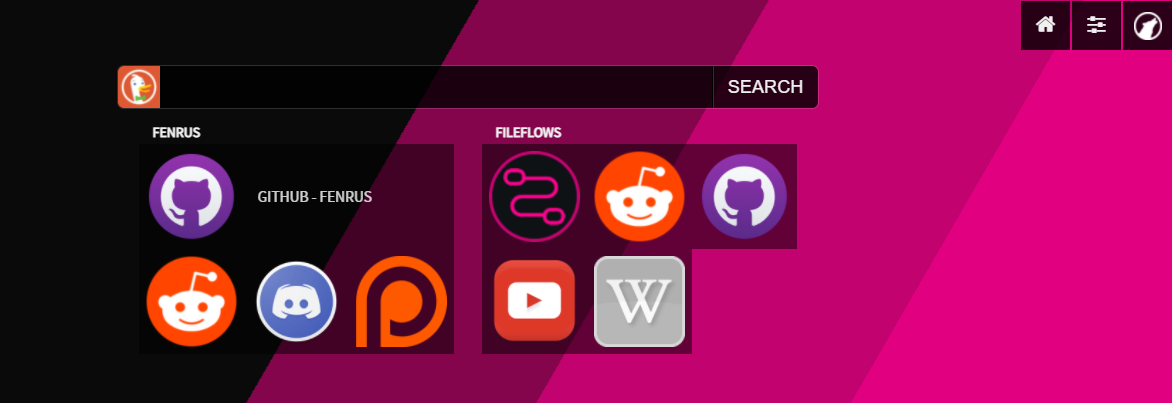 SEARCH
FENRUS
FILEFLOWS
GITHUB - FENRUS
W